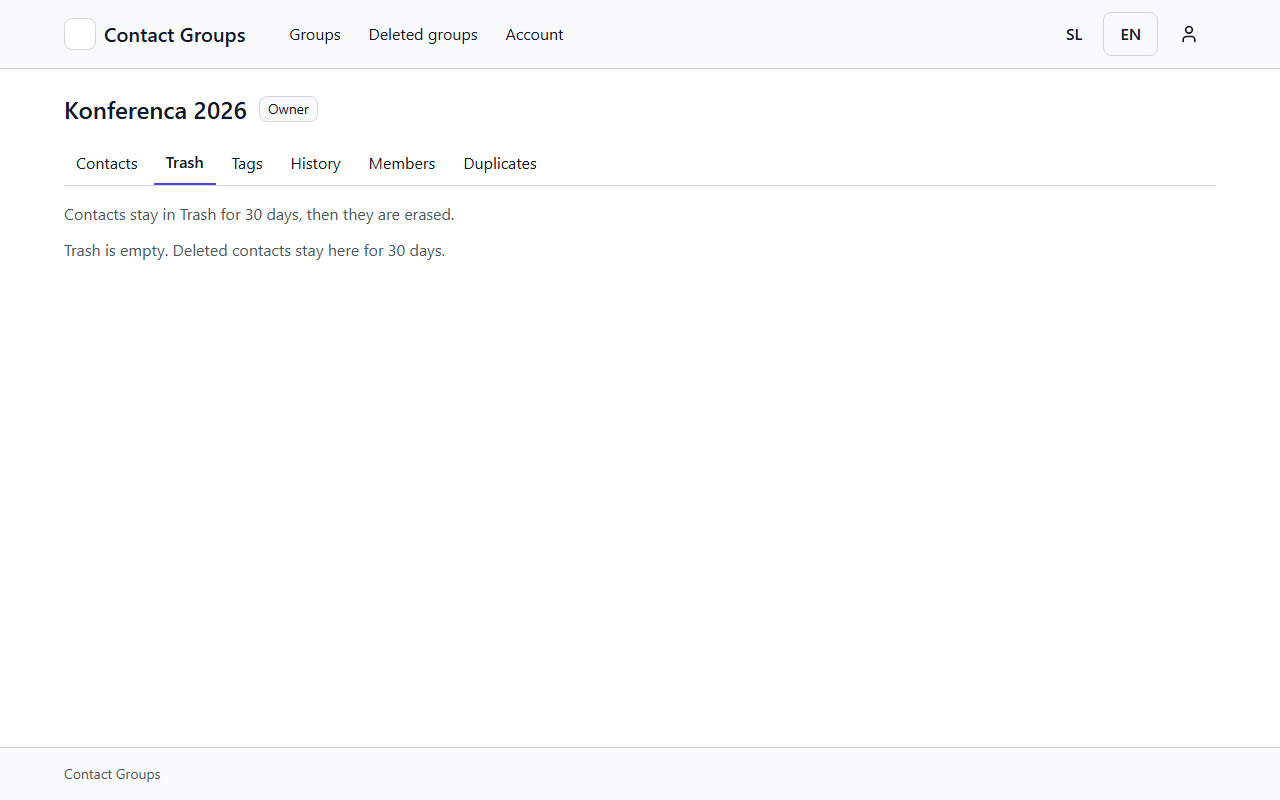 Contact Groups Groups Deleted groups Account SL EN
Konferenca 2026 Owner
Contacts Trash Tags History Members Duplicates
Contacts stay in Trash for 30 days, then they are erased.
Trash is empty. Deleted contacts stay here for 30 days.
Contact Groups